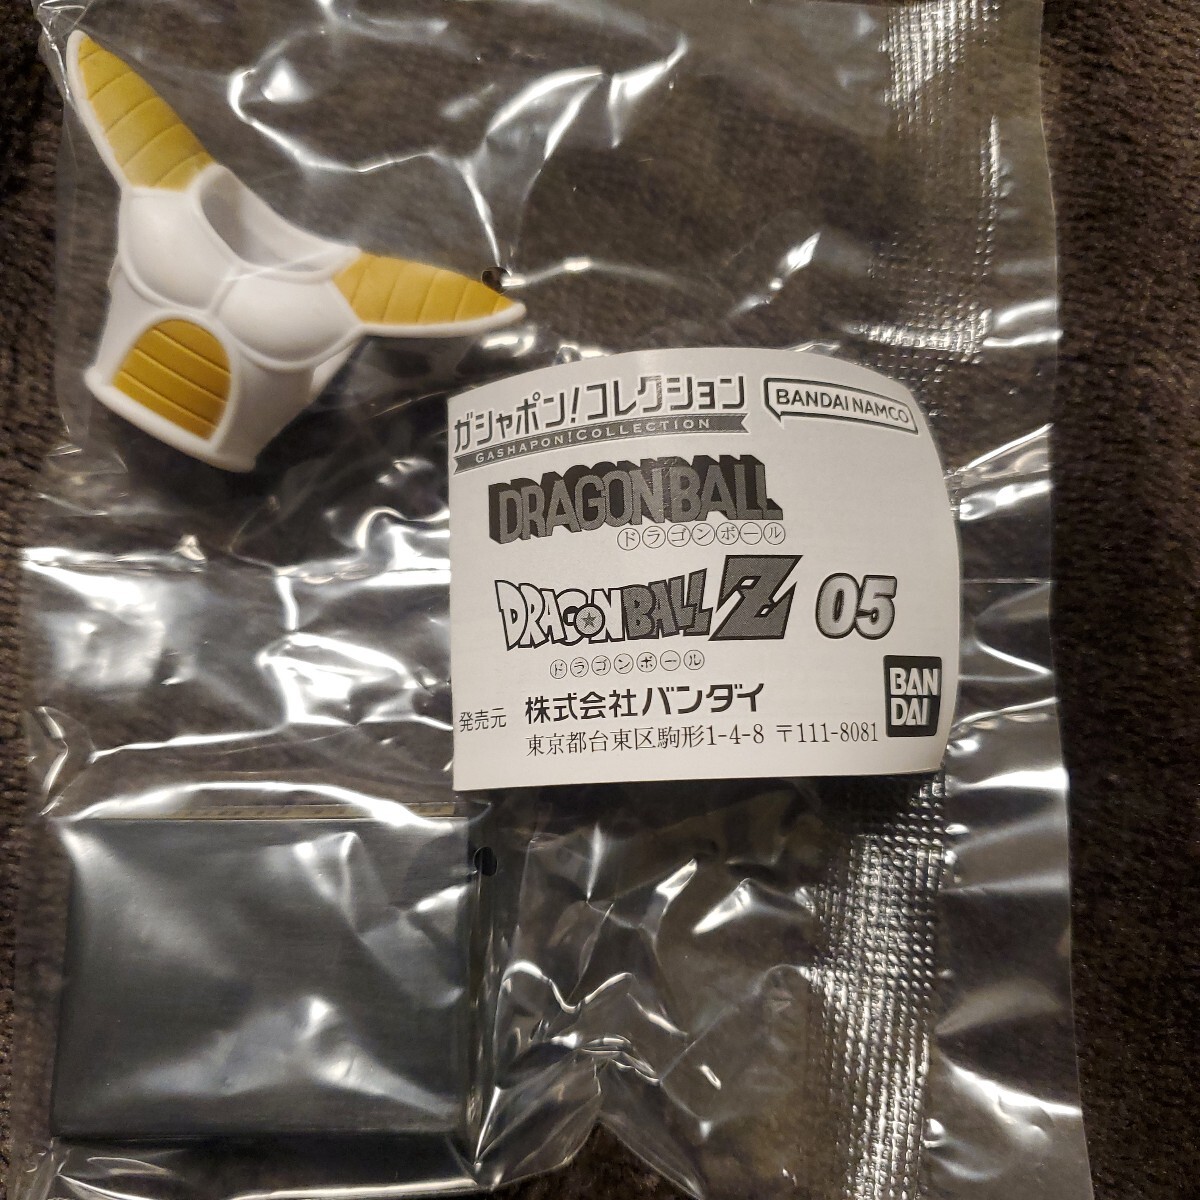 ガシャポン!コレクション
GASHAPON!COLLECTION
BANDAI NAMCO
DRAGON BALL
ドラゴンボール
DRAGON BALL Z 05
ドラゴンボール
発売元 株式会社バンダイ
東京都台東区駒形1-4-8 〒111-8081
BAN
DAI